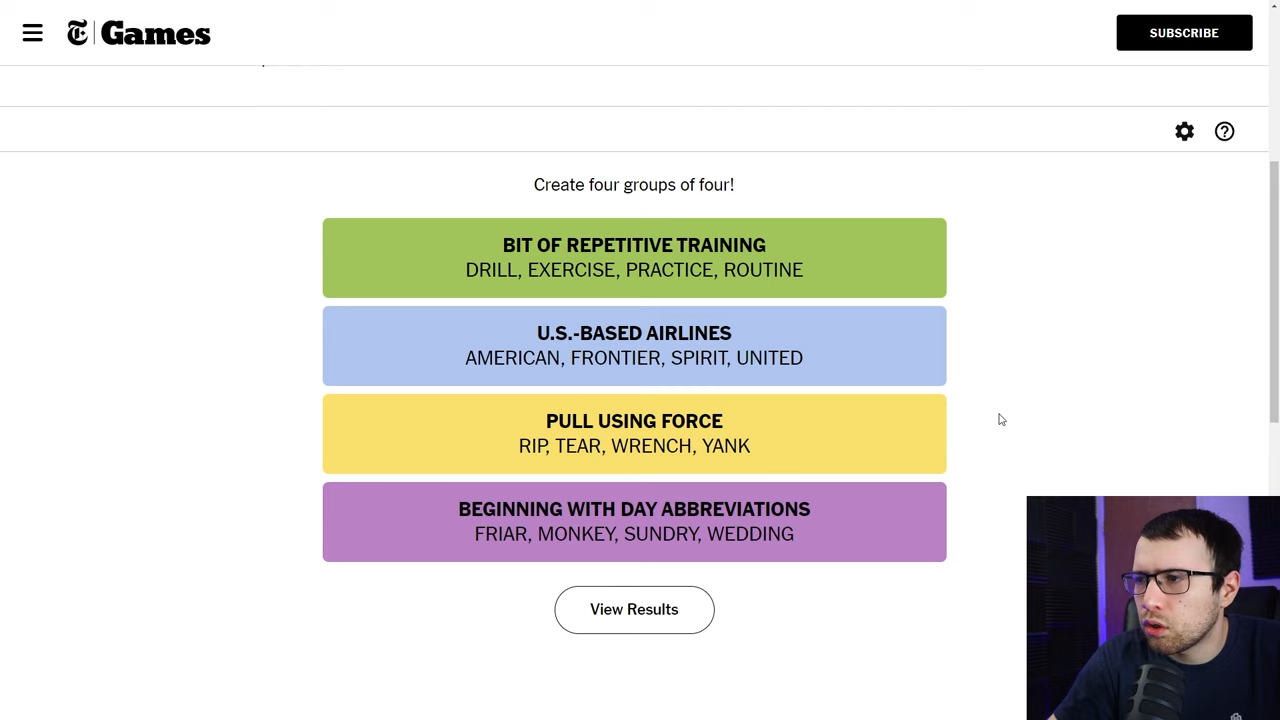 Games
SUBSCRIBE
Create four groups of four!
BIT OF REPETITIVE TRAINING
DRILL, EXERCISE, PRACTICE, ROUTINE
U.S.-BASED AIRLINES
AMERICAN, FRONTIER, SPIRIT, UNITED
PULL USING FORCE
RIP, TEAR, WRENCH, YANK
BEGINNING WITH DAY ABBREVIATIONS
FRIAR, MONKEY, SUNDRY, WEDDING
View Results